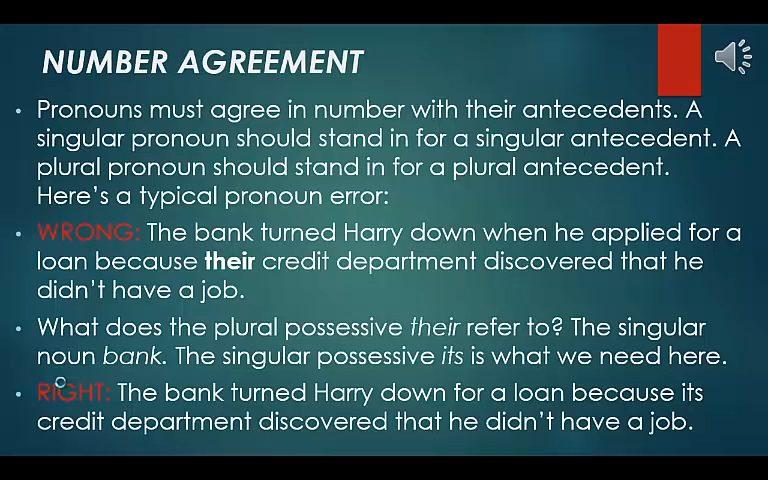 NUMBER AGREEMENT
• Pronouns must agree in number with their antecedents. A
singular pronoun should stand in for a singular antecedent. A
plural pronoun should stand in for a plural antecedent.
Here's a typical pronoun error:
• WRONG: The bank turned Harry down when he applied for a
loan because their credit department discovered that he
didn't have a job.
• What does the plural possessive their refer to? The singular
noun bank. The singular possessive its is what we need here.
• RIGHT: The bank turned Harry down for a loan because its
credit department discovered that he didn't have a job.